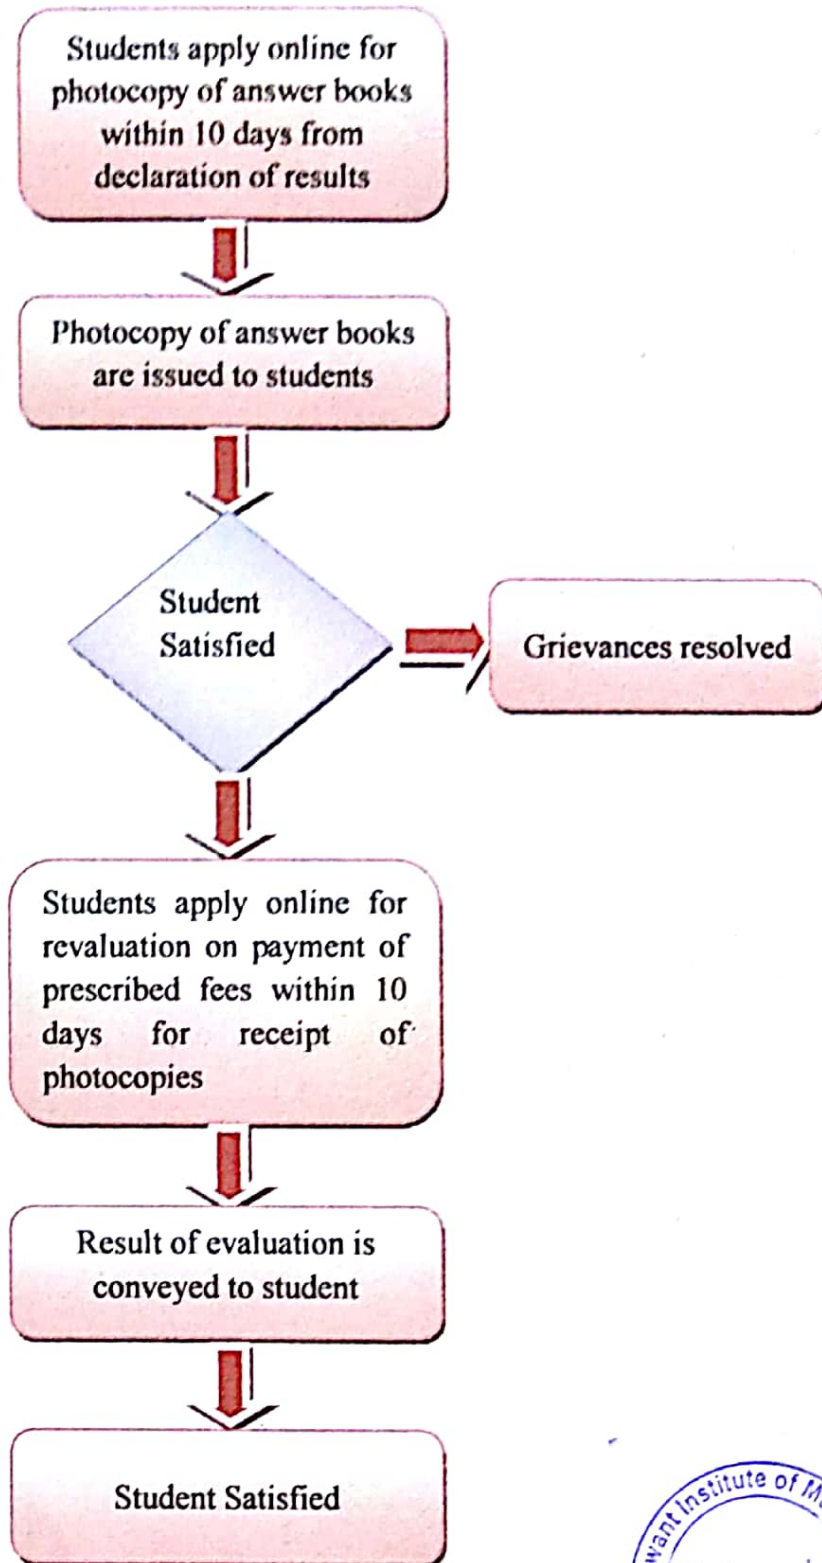 Students apply online for
photocopy of answer books
within 10 days from
declaration of results
Photocopy of answer books
are issued to students
Student
Satisfied
Grievances resolved
Students apply online for
revaluation on payment of
prescribed fees within 10
days for receipt of
photocopies
Result of evaluation is
conveyed to student
Student Satisfied
Institute of